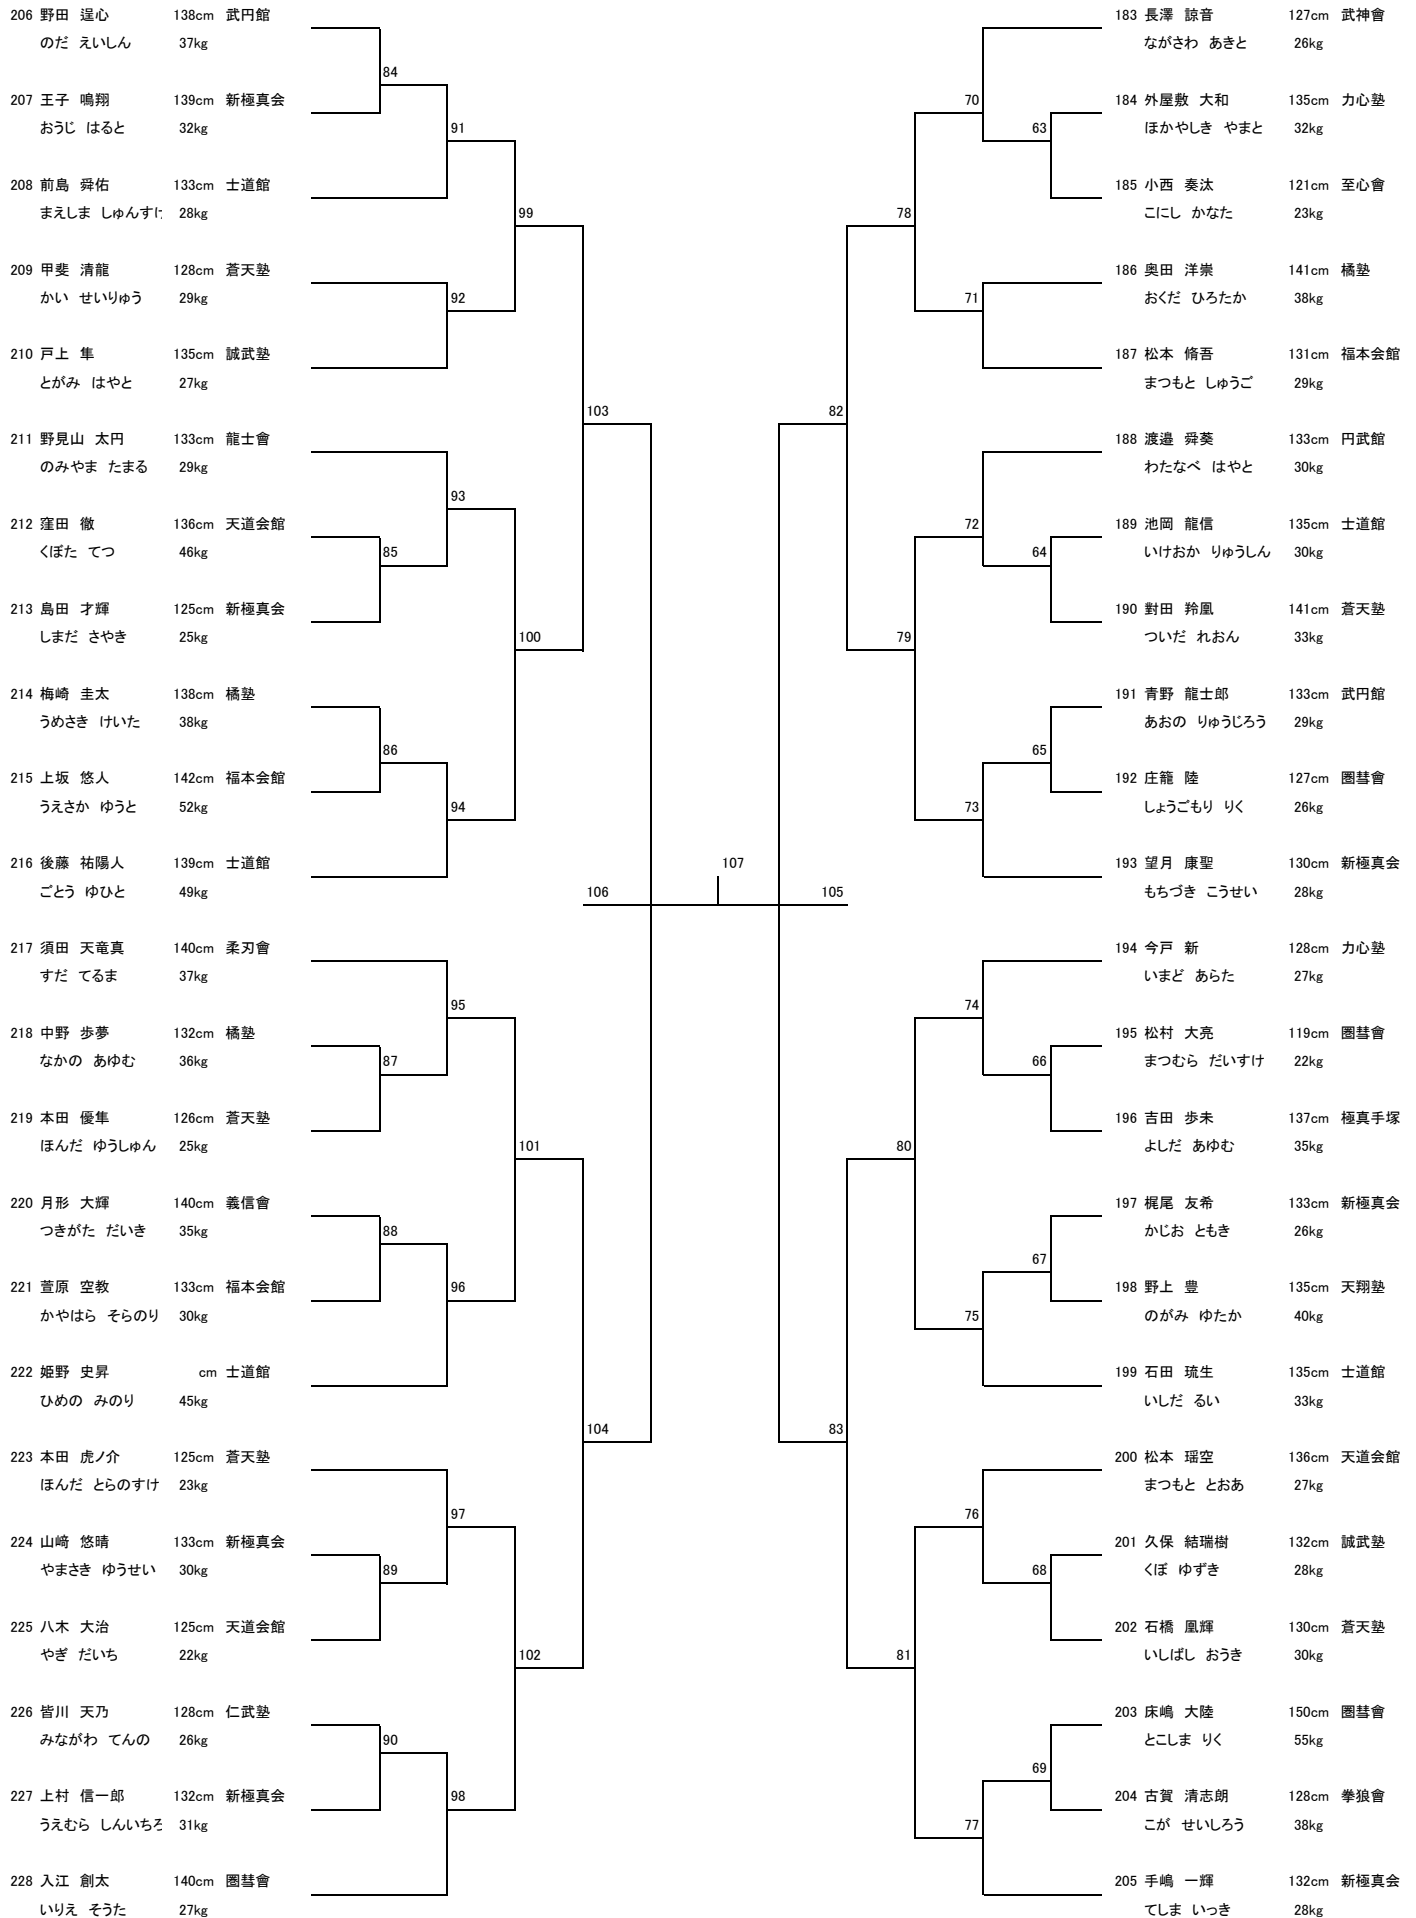 206 野田 逞心 138cm 武円館
のだ えいしん 37kg
84
207 王子 鳴翔 139cm 新極真会
おうじ はると 32kg
91
208 前島 舜佑 133cm 士道館
まえしま しゅんすけ 28kg
99
209 甲斐 清龍 128cm 蒼天塾
かい せいりゅう 29kg
92
210 戸上 隼 135cm 誠武塾
とがみ はやと 27kg
103
211 野見山 太円 133cm 龍士會
のみやま たまる 29kg
93
212 窪田 徹 136cm 天道会館
くぼた てつ 46kg
85
213 島田 才輝 125cm 新極真会
しまだ さやき 25kg
100
214 梅崎 圭太 138cm 橘塾
うめさき けいた 38kg
86
215 上坂 悠人 142cm 福本会館
うえさか ゆうと 52kg
94
216 後藤 祐陽人 139cm 士道館
ごとう ゆひと 49kg
106
107
105
217 須田 天竜真 140cm 柔刃會
すだ てるま 37kg
95
218 中野 歩夢 132cm 橘塾
なかの あゆむ 36kg
87
219 本田 優隼 126cm 蒼天塾
ほんだ ゆうしゅん 25kg
101
220 月形 大輝 140cm 義信會
つきがた だいき 35kg
88
221 萱原 空教 133cm 福本会館
かやはら そらのり 30kg
96
222 姫野 史昇 cm 士道館
ひめの みのり 45kg
104
223 本田 虎ノ介 125cm 蒼天塾
ほんだ とらのすけ 23kg
97
224 山﨑 悠晴 133cm 新極真会
やまさき ゆうせい 30kg
89
225 八木 大治 125cm 天道会館
やぎ だいち 22kg
102
226 皆川 天乃 128cm 仁武塾
みながわ てんの 26kg
90
227 上村 信一郎 132cm 新極真会
うえむら しんいちろ 31kg
98
228 入江 創太 140cm 圏彗會
いりえ そうた 27kg
183 長澤 諒音 127cm 武神會
ながさわ あきと 26kg
70
184 外屋敷 大和 135cm 力心塾
ほかやしき やまと 32kg
63
185 小西 奏汰 121cm 至心會
こにし かなた 23kg
78
186 奥田 洋崇 141cm 橘塾
おくだ ひろたか 38kg
71
187 松本 脩吾 131cm 福本会館
まつもと しゅうご 29kg
82
188 渡邉 舜葵 133cm 円武館
わたなべ はやと 30kg
72
189 池岡 龍信 135cm 士道館
いけおか りゅうしん 30kg
64
190 對田 羚凰 141cm 蒼天塾
ついだ れおん 33kg
79
191 青野 龍士郎 133cm 武円館
あおの りゅうじろう 29kg
65
192 庄籠 陸 127cm 圏彗會
しょうごもり りく 26kg
73
193 望月 康聖 130cm 新極真会
もちづき こうせい 28kg
194 今戸 新 128cm 力心塾
いまど あらた 27kg
74
195 松村 大亮 119cm 圏彗會
まつむら だいすけ 22kg
66
196 吉田 歩未 137cm 極真手塚
よしだ あゆむ 35kg
80
197 梶尾 友希 133cm 新極真会
かじお ともき 26kg
67
198 野上 豊 135cm 天翔塾
のがみ ゆたか 40kg
75
199 石田 琉生 135cm 士道館
いしだ るい 33kg
83
200 松本 瑶空 136cm 天道会館
まつもと とおあ 27kg
76
201 久保 結瑞樹 132cm 誠武塾
くぼ ゆずき 28kg
68
202 石橋 凰輝 130cm 蒼天塾
いしばし おうき 30kg
81
203 床嶋 大陸 150cm 圏彗會
とこしま りく 55kg
69
204 古賀 清志朗 128cm 拳狼會
こが せいしろう 38kg
77
205 手嶋 一輝 132cm 新極真会
てしま いっき 28kg